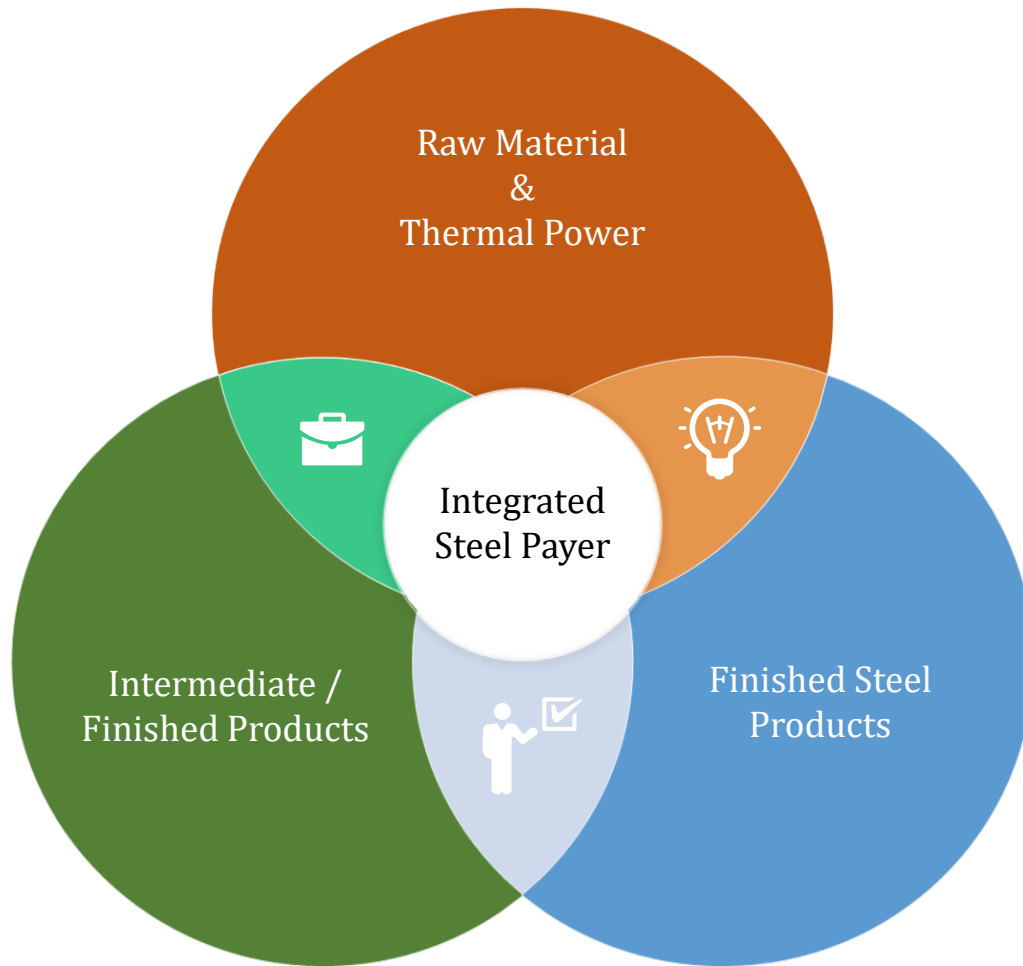 Raw Material
&
Thermal Power
Integrated
Steel Payer
Intermediate /
Finished Products
Finished Steel
Products